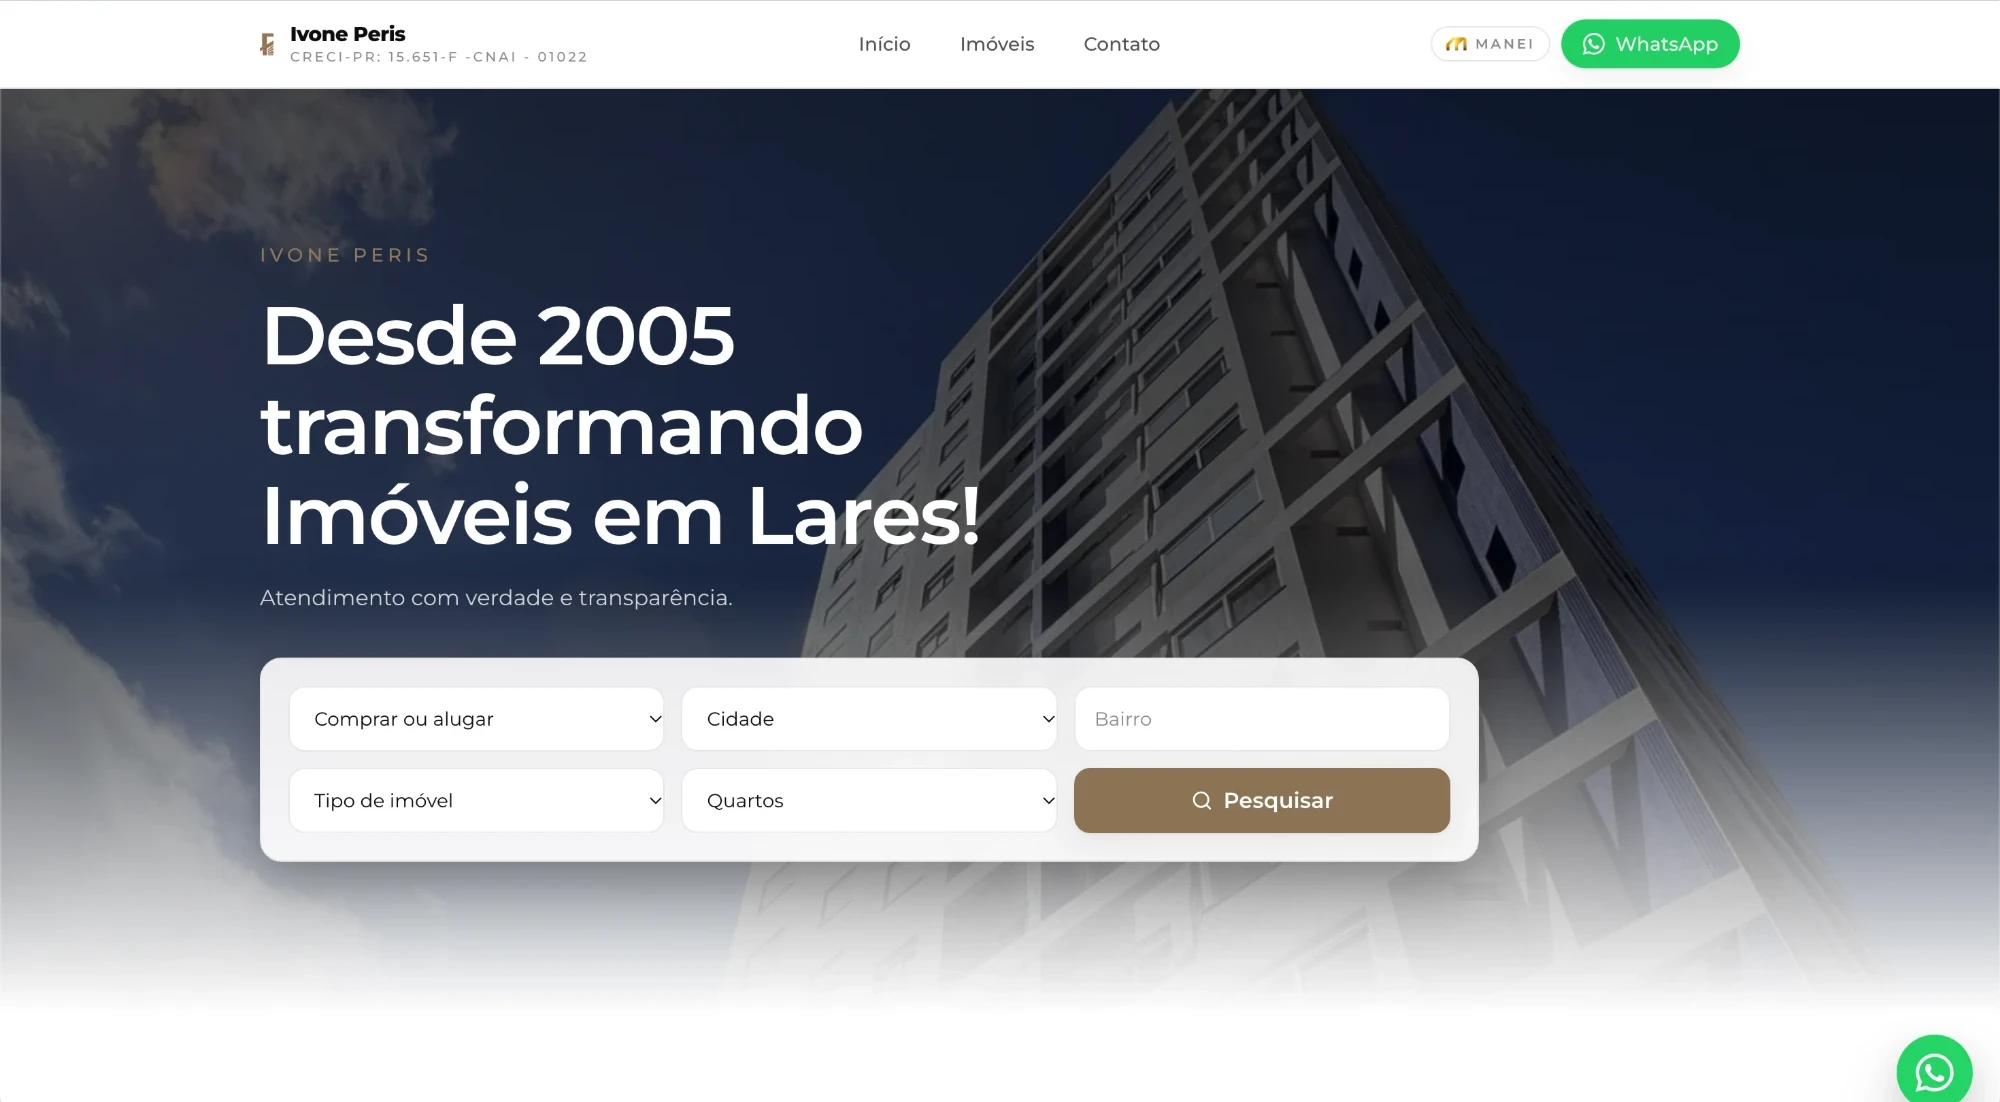 Ivone Peris
CRECI-PR: 15.651-F -CNAI - 01022
Início
Imóveis
Contato
MANEI
WhatsApp
IVONE PERIS
Desde 2005
transformando
Imóveis em Lares!
Atendimento com verdade e transparência.
Comprar ou alugar
Cidade
Bairro
Tipo de imóvel
Quartos
Pesquisar